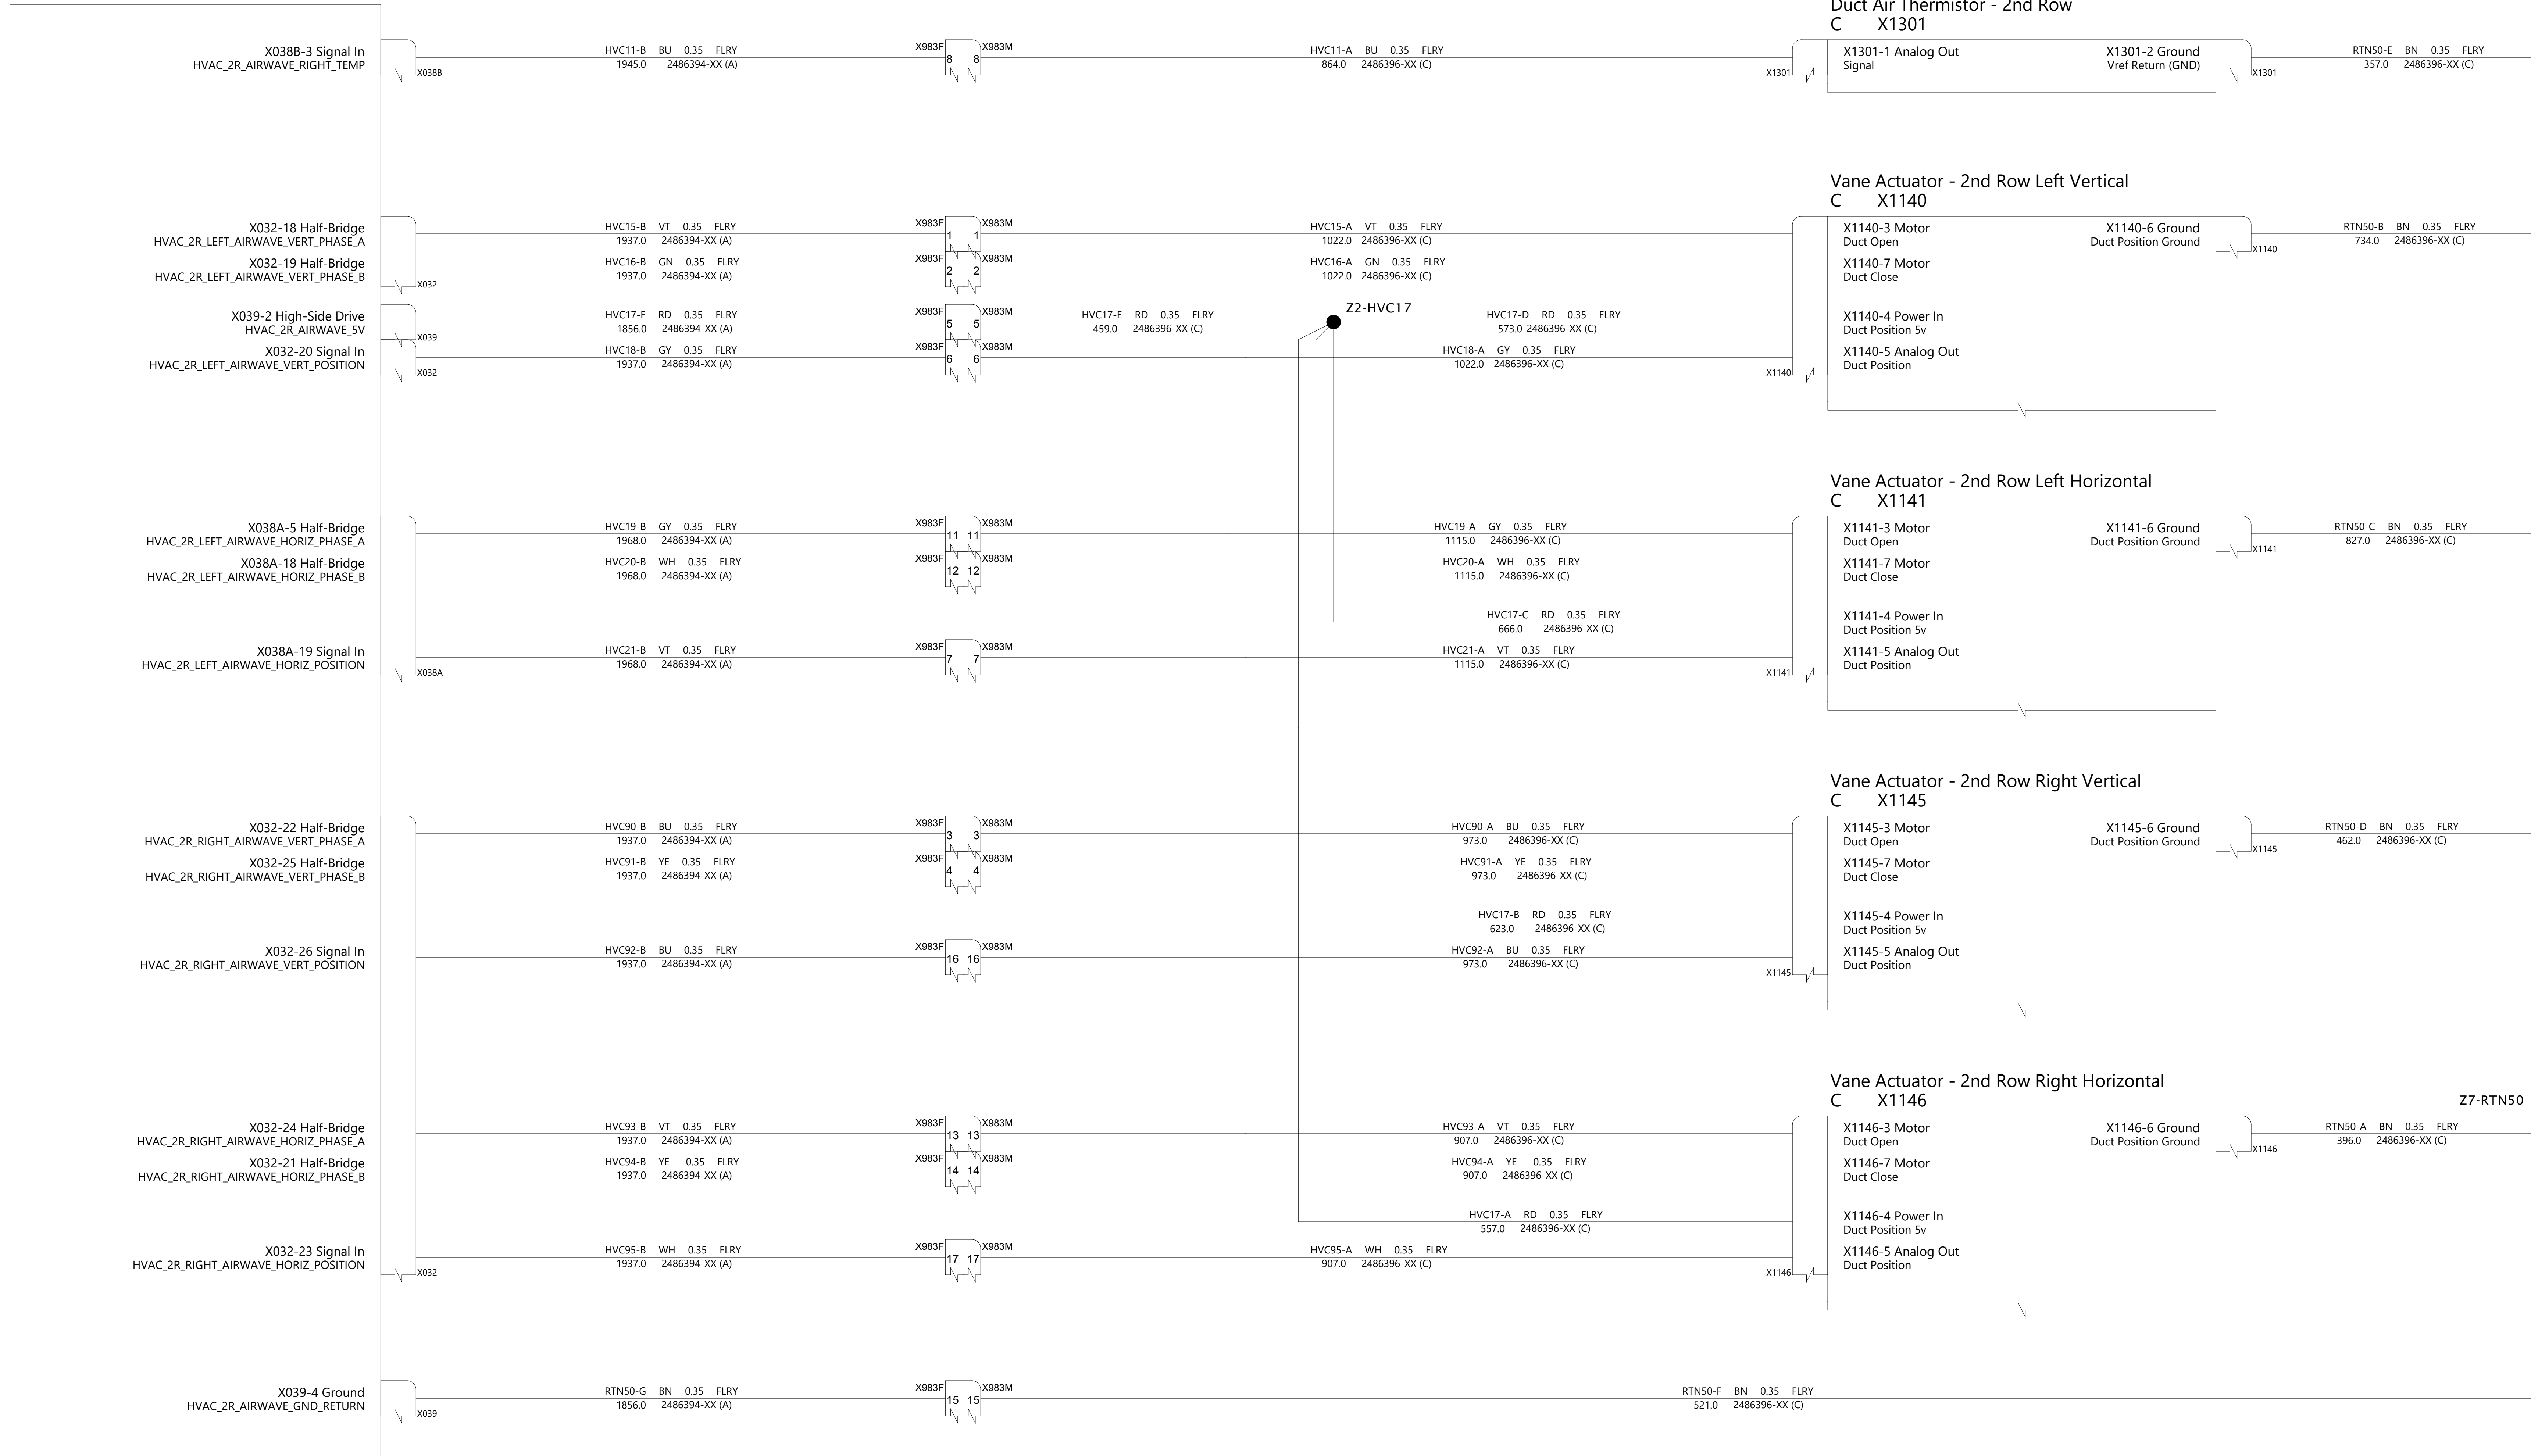 Duct Air Thermistor - 2nd Row
C X1301
X038B-3 Signal In
HVAC_2R_AIRWAVE_RIGHT_TEMP
X038B
HVC11-B BU 0.35 FLRY
1945.0 2486394-XX (A)
X983F 8 8 X983M
HVC11-A BU 0.35 FLRY
864.0 2486396-XX (C)
X1301
X1301-1 Analog Out
Signal
X1301-2 Ground
Vref Return (GND)
X1301
RTN50-E BN 0.35 FLRY
357.0 2486396-XX (C)
Vane Actuator - 2nd Row Left Vertical
C X1140
X032-18 Half-Bridge
HVAC_2R_LEFT_AIRWAVE_VERT_PHASE_A
HVC15-B VT 0.35 FLRY
1937.0 2486394-XX (A)
X983F 1 1 X983M
HVC15-A VT 0.35 FLRY
1022.0 2486396-XX (C)
X1140-3 Motor
Duct Open
X1140-6 Ground
Duct Position Ground
X1140
RTN50-B BN 0.35 FLRY
734.0 2486396-XX (C)
X032-19 Half-Bridge
HVAC_2R_LEFT_AIRWAVE_VERT_PHASE_B
X032
HVC16-B GN 0.35 FLRY
1937.0 2486394-XX (A)
X983F 2 2 X983M
HVC16-A GN 0.35 FLRY
1022.0 2486396-XX (C)
X1140-7 Motor
Duct Close
X039-2 High-Side Drive
HVAC_2R_AIRWAVE_5V
X039
HVC17-F RD 0.35 FLRY
1856.0 2486394-XX (A)
X983F 5 5 X983M
HVC17-E RD 0.35 FLRY
459.0 2486396-XX (C)
Z2-HVC17
HVC17-D RD 0.35 FLRY
573.0 2486396-XX (C)
X1140-4 Power In
Duct Position 5v
X032-20 Signal In
HVAC_2R_LEFT_AIRWAVE_VERT_POSITION
X032
HVC18-B GY 0.35 FLRY
1937.0 2486394-XX (A)
X983F 6 6 X983M
HVC18-A GY 0.35 FLRY
1022.0 2486396-XX (C)
X1140
X1140-5 Analog Out
Duct Position
Vane Actuator - 2nd Row Left Horizontal
C X1141
X038A-5 Half-Bridge
HVAC_2R_LEFT_AIRWAVE_HORIZ_PHASE_A
HVC19-B GY 0.35 FLRY
1968.0 2486394-XX (A)
X983F 11 11 X983M
HVC19-A GY 0.35 FLRY
1115.0 2486396-XX (C)
X1141-3 Motor
Duct Open
X1141-6 Ground
Duct Position Ground
X1141
RTN50-C BN 0.35 FLRY
827.0 2486396-XX (C)
X038A-18 Half-Bridge
HVAC_2R_LEFT_AIRWAVE_HORIZ_PHASE_B
HVC20-B WH 0.35 FLRY
1968.0 2486394-XX (A)
X983F 12 12 X983M
HVC20-A WH 0.35 FLRY
1115.0 2486396-XX (C)
X1141-7 Motor
Duct Close
HVC17-C RD 0.35 FLRY
666.0 2486396-XX (C)
X1141-4 Power In
Duct Position 5v
X038A-19 Signal In
HVAC_2R_LEFT_AIRWAVE_HORIZ_POSITION
X038A
HVC21-B VT 0.35 FLRY
1968.0 2486394-XX (A)
X983F 7 7 X983M
HVC21-A VT 0.35 FLRY
1115.0 2486396-XX (C)
X1141
X1141-5 Analog Out
Duct Position
Vane Actuator - 2nd Row Right Vertical
C X1145
X032-22 Half-Bridge
HVAC_2R_RIGHT_AIRWAVE_VERT_PHASE_A
HVC90-B BU 0.35 FLRY
1937.0 2486394-XX (A)
X983F 3 3 X983M
HVC90-A BU 0.35 FLRY
973.0 2486396-XX (C)
X1145-3 Motor
Duct Open
X1145-6 Ground
Duct Position Ground
X1145
RTN50-D BN 0.35 FLRY
462.0 2486396-XX (C)
X032-25 Half-Bridge
HVAC_2R_RIGHT_AIRWAVE_VERT_PHASE_B
HVC91-B YE 0.35 FLRY
1937.0 2486394-XX (A)
X983F 4 4 X983M
HVC91-A YE 0.35 FLRY
973.0 2486396-XX (C)
X1145-7 Motor
Duct Close
HVC17-B RD 0.35 FLRY
623.0 2486396-XX (C)
X1145-4 Power In
Duct Position 5v
X032-26 Signal In
HVAC_2R_RIGHT_AIRWAVE_VERT_POSITION
HVC92-B BU 0.35 FLRY
1937.0 2486394-XX (A)
X983F 16 16 X983M
HVC92-A BU 0.35 FLRY
973.0 2486396-XX (C)
X1145
X1145-5 Analog Out
Duct Position
Vane Actuator - 2nd Row Right Horizontal
C X1146
Z7-RTN50
X032-24 Half-Bridge
HVAC_2R_RIGHT_AIRWAVE_HORIZ_PHASE_A
HVC93-B VT 0.35 FLRY
1937.0 2486394-XX (A)
X983F 13 13 X983M
HVC93-A VT 0.35 FLRY
907.0 2486396-XX (C)
X1146-3 Motor
Duct Open
X1146-6 Ground
Duct Position Ground
X1146
RTN50-A BN 0.35 FLRY
396.0 2486396-XX (C)
X032-21 Half-Bridge
HVAC_2R_RIGHT_AIRWAVE_HORIZ_PHASE_B
HVC94-B YE 0.35 FLRY
1937.0 2486394-XX (A)
X983F 14 14 X983M
HVC94-A YE 0.35 FLRY
907.0 2486396-XX (C)
X1146-7 Motor
Duct Close
HVC17-A RD 0.35 FLRY
557.0 2486396-XX (C)
X1146-4 Power In
Duct Position 5v
X032-23 Signal In
HVAC_2R_RIGHT_AIRWAVE_HORIZ_POSITION
X032
HVC95-B WH 0.35 FLRY
1937.0 2486394-XX (A)
X983F 17 17 X983M
HVC95-A WH 0.35 FLRY
907.0 2486396-XX (C)
X1146
X1146-5 Analog Out
Duct Position
X039-4 Ground
HVAC_2R_AIRWAVE_GND_RETURN
X039
RTN50-G BN 0.35 FLRY
1856.0 2486394-XX (A)
X983F 15 15 X983M
RTN50-F BN 0.35 FLRY
521.0 2486396-XX (C)